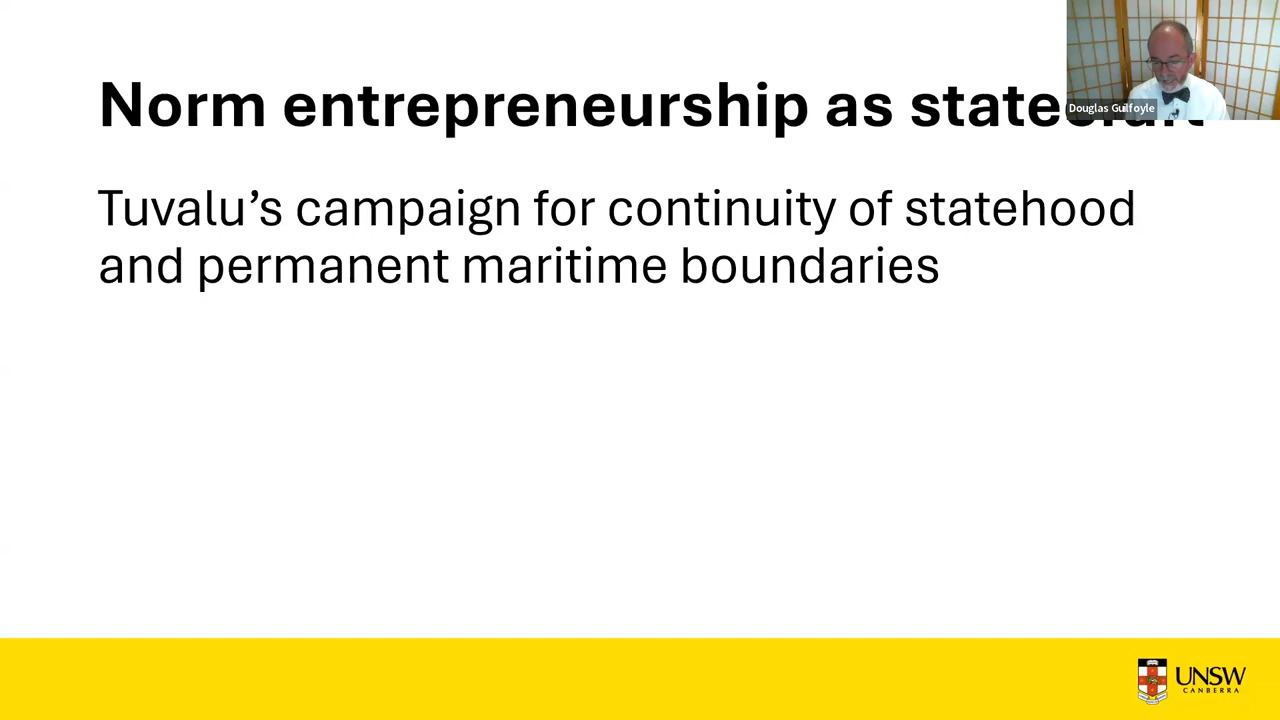 Norm entrepreneurship as statecraft
Douglas Guilfoyle
Tuvalu’s campaign for continuity of statehood
and permanent maritime boundaries
UNSW
CANBERRA